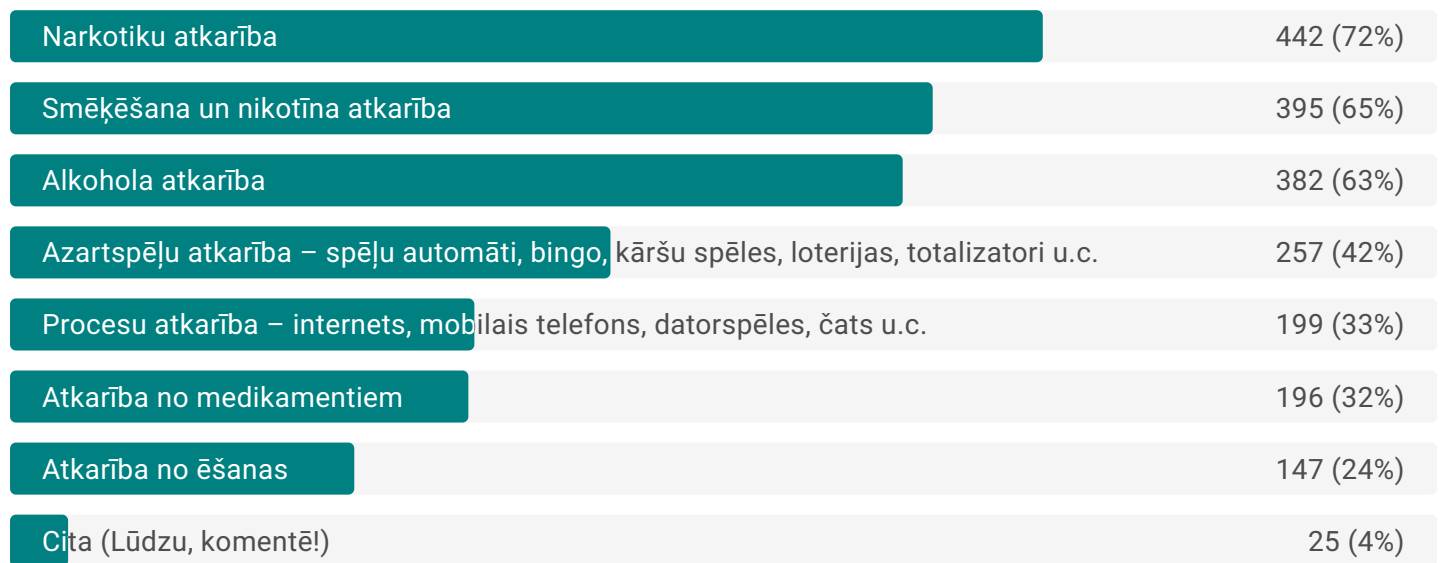 Narkotiku atkarība 442 (72%)
Smēķēšana un nikotīna atkarība 395 (65%)
Alkohola atkarība 382 (63%)
Azartspēļu atkarība – spēļu automāti, bingo, kāršu spēles, loterijas, totalizatori u.c. 257 (42%)
Procesu atkarība – internets, mobilais telefons, datorspēles, čats u.c. 199 (33%)
Atkarība no medikamentiem 196 (32%)
Atkarība no ēšanas 147 (24%)
Cita (Lūdzu, komentē!) 25 (4%)